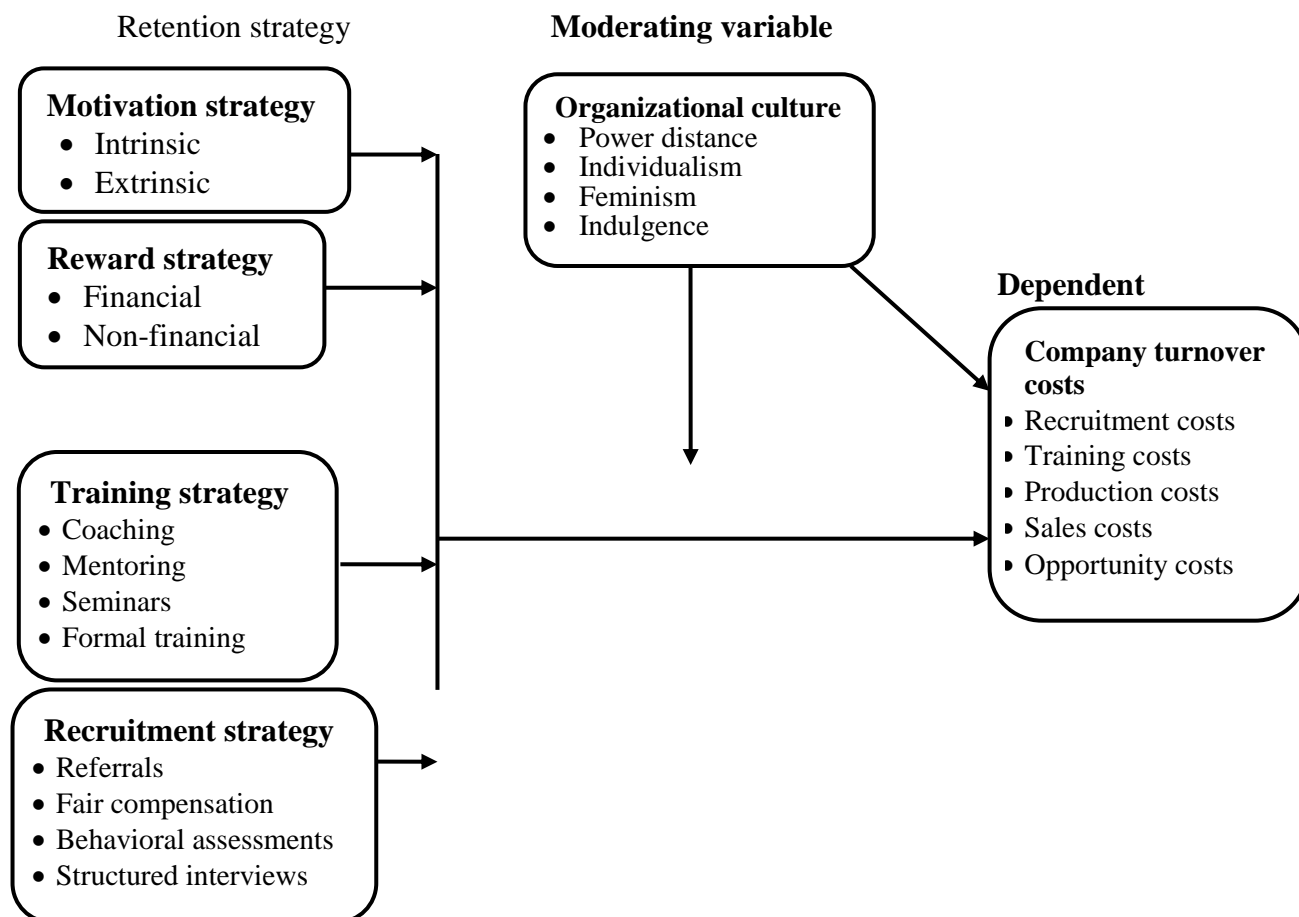 Retention strategy
Motivation strategy
• Intrinsic
• Extrinsic
Reward strategy
• Financial
• Non-financial
Training strategy
• Coaching
• Mentoring
• Seminars
• Formal training
Recruitment strategy
• Referrals
• Fair compensation
• Behavioral assessments
• Structured interviews
Moderating variable
Organizational culture
• Power distance
• Individualism
• Feminism
• Indulgence
Dependent
Company turnover
costs
• Recruitment costs
• Training costs
• Production costs
• Sales costs
• Opportunity costs